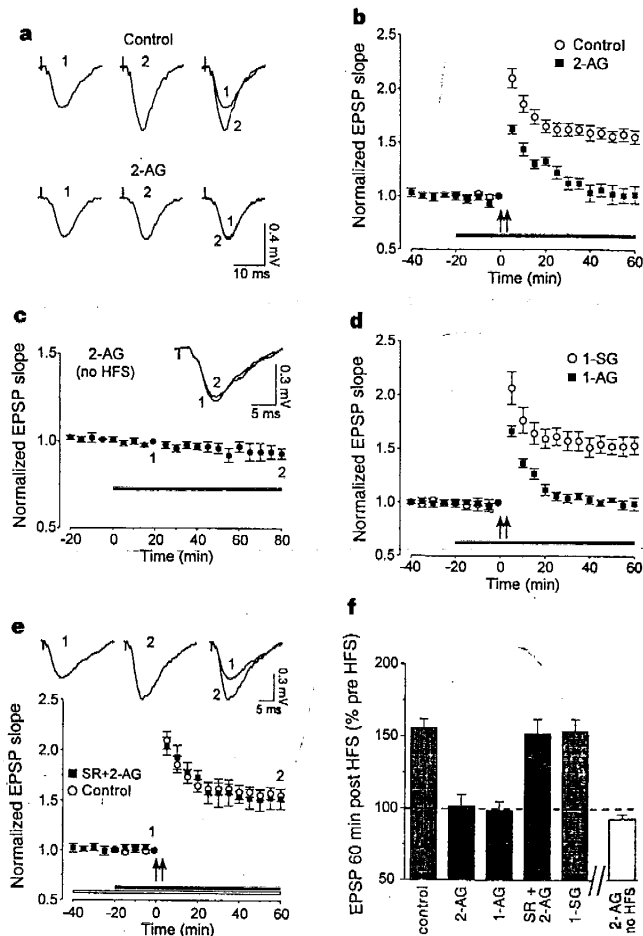 a
Control
1
2
1
2
2-AG
1
2
1
2
0.4 mV
10 ms
b
Normalized EPSP slope
2.5
2.0
1.5
1.0
0.5
Control
2-AG
-40 -20 0 20 40 60
Time (min)
c
Normalized EPSP slope
1.5
1.0
0.5
2-AG
(no HFS)
2
1
0.3 mV
5 ms
1
2
-20 0 20 40 60 80
Time (min)
d
Normalized EPSP slope
2.5
2.0
1.5
1.0
0.5
1-SG
1-AG
-40 -20 0 20 40 60
Time (min)
e
1
2
1
2
0.3 mV
5 ms
Normalized EPSP slope
2.5
2.0
1.5
1.0
0.5
SR+2-AG
Control
1
2
-40 -20 0 20 40 60
Time (min)
f
EPSP 60 min post HFS (% pre HFS)
200
150
100
50
control
2-AG
1-AG
SR +
2-AG
1-SG
2-AG
no HFS